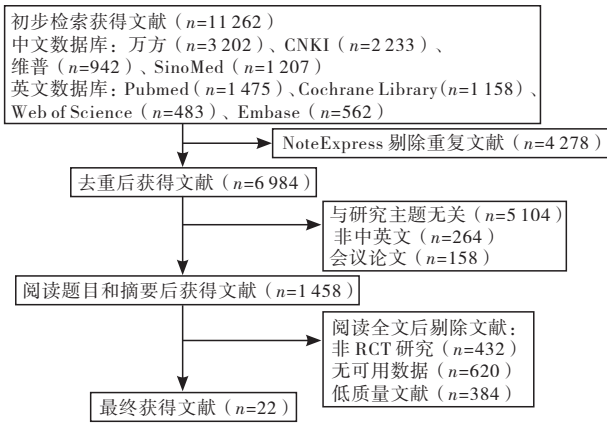 初步检索获得文献（n=11 262）
中文数据库：万方（n=3 202）、CNKI（n=2 233）、
维普（n=942）、SinoMed（n=1 207）
英文数据库：Pubmed（n=1 475）、Cochrane Library（n=1 158）、
Web of Science（n=483）、Embase（n=562）
NoteExpress 剔除重复文献（n=4 278）
去重后获得文献（n=6 984）
与研究主题无关（n=5 104）
非中英文（n=264）
会议论文（n=158）
阅读题目和摘要后获得文献（n=1 458）
阅读全文后剔除文献：
非 RCT 研究（n=432）
无可用数据（n=620）
低质量文献（n=384）
最终获得文献（n=22）